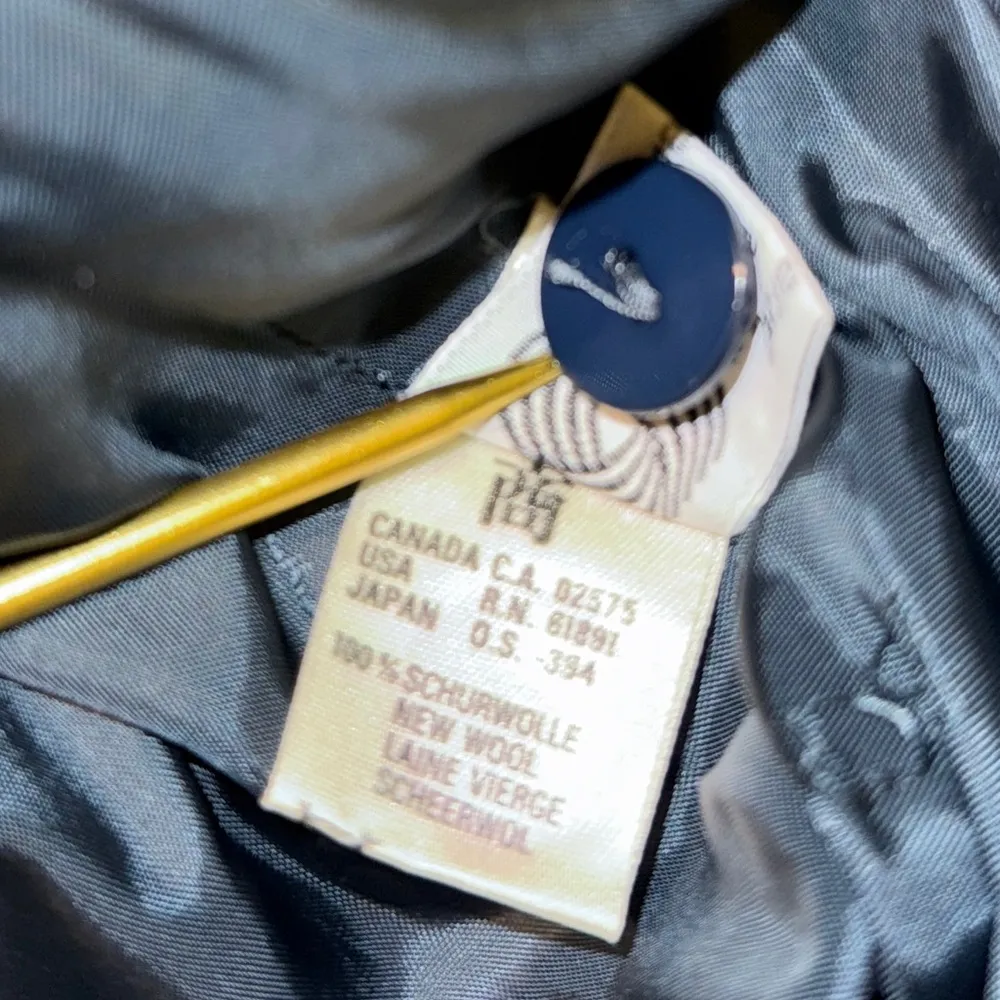 CANADA C.A. 02575
USA R.N. 61891
JAPAN O.S. -394
100% SCHURWOLLE
NEW WOOL
LAINE VIERGE
SCHEERWOL